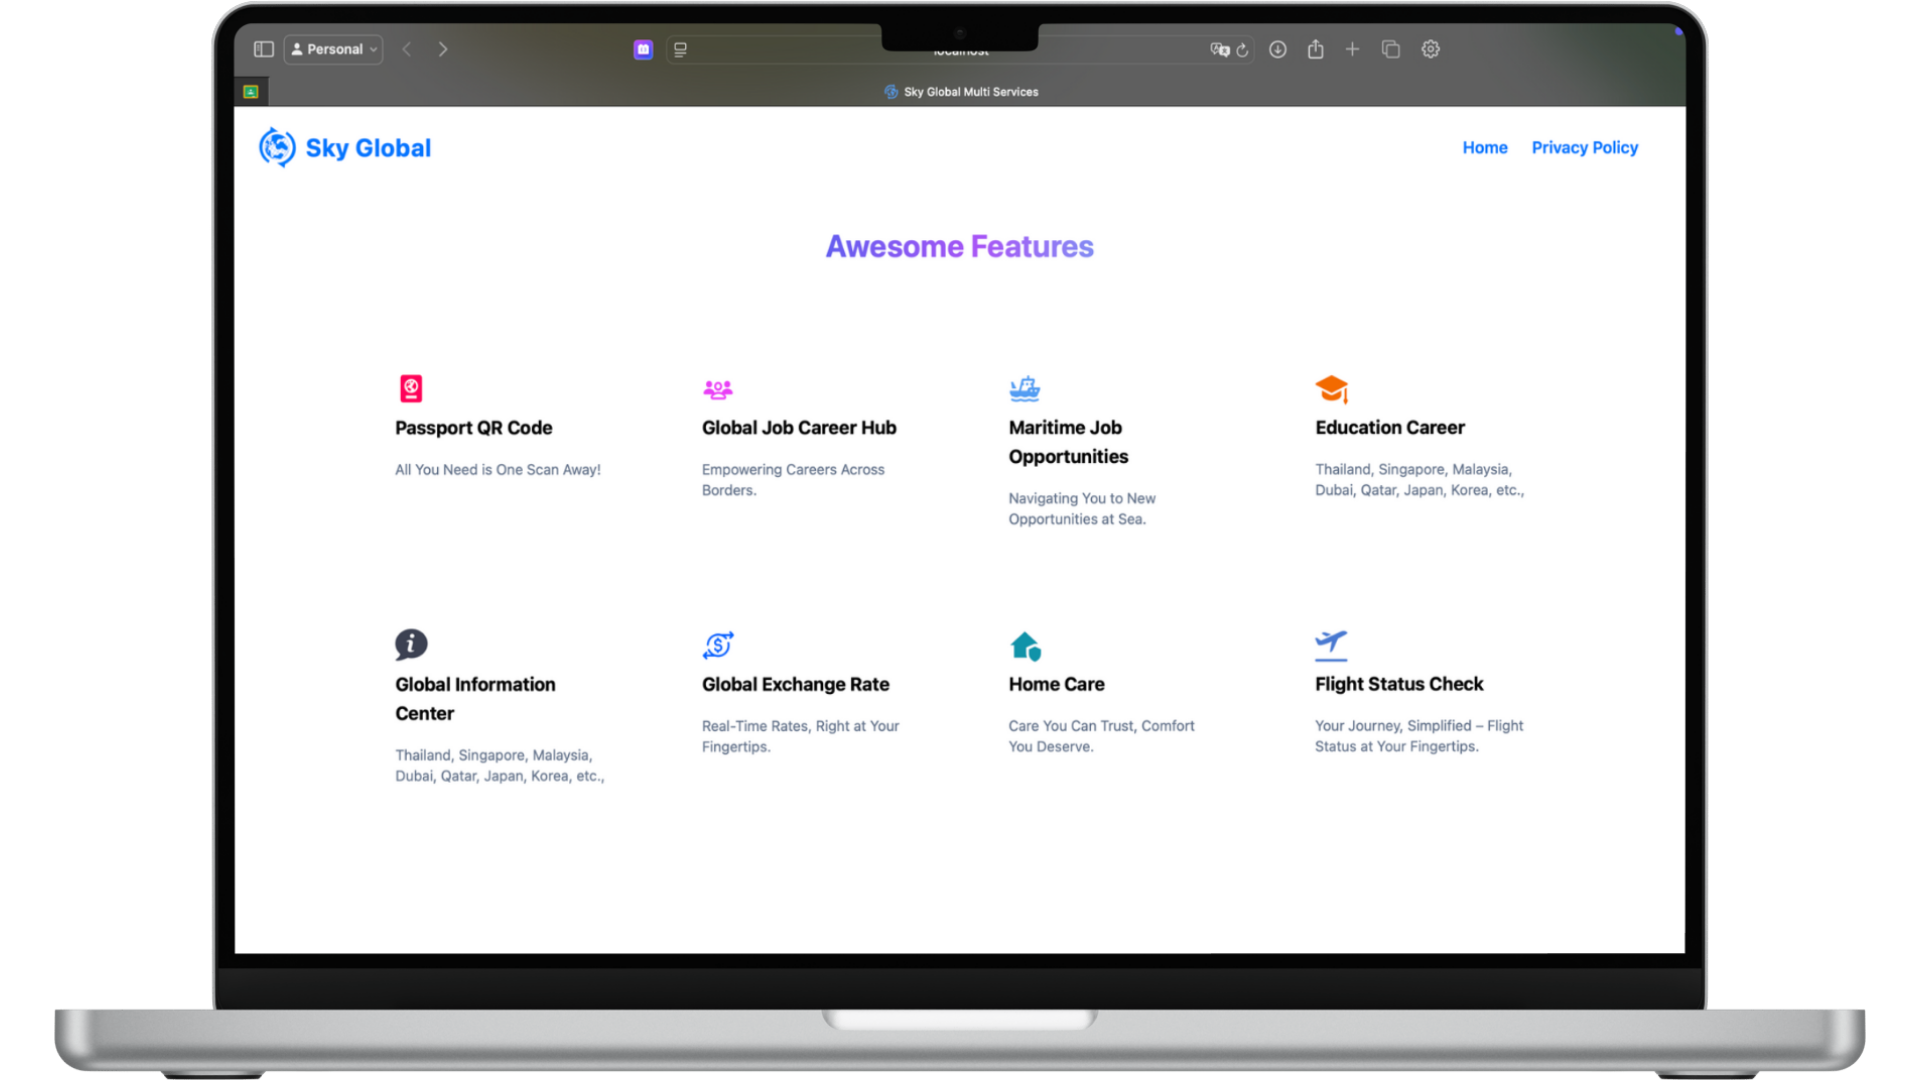 Personal
localhost
Sky Global Multi Services
Sky Global
Home
Privacy Policy
Awesome Features
Passport QR Code
All You Need is One Scan Away!
Global Job Career Hub
Empowering Careers Across
Borders.
Maritime Job
Opportunities
Navigating You to New
Opportunities at Sea.
Education Career
Thailand, Singapore, Malaysia,
Dubai, Qatar, Japan, Korea, etc.,
Global Information
Center
Thailand, Singapore, Malaysia,
Dubai, Qatar, Japan, Korea, etc.,
Global Exchange Rate
Real-Time Rates, Right at Your
Fingertips.
Home Care
Care You Can Trust, Comfort
You Deserve.
Flight Status Check
Your Journey, Simplified – Flight
Status at Your Fingertips.